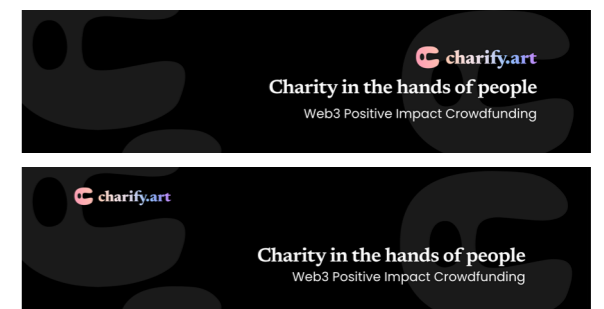 charify.art
Charity in the hands of people
Web3 Positive Impact Crowdfunding
charify.art
Charity in the hands of people
Web3 Positive Impact Crowdfunding